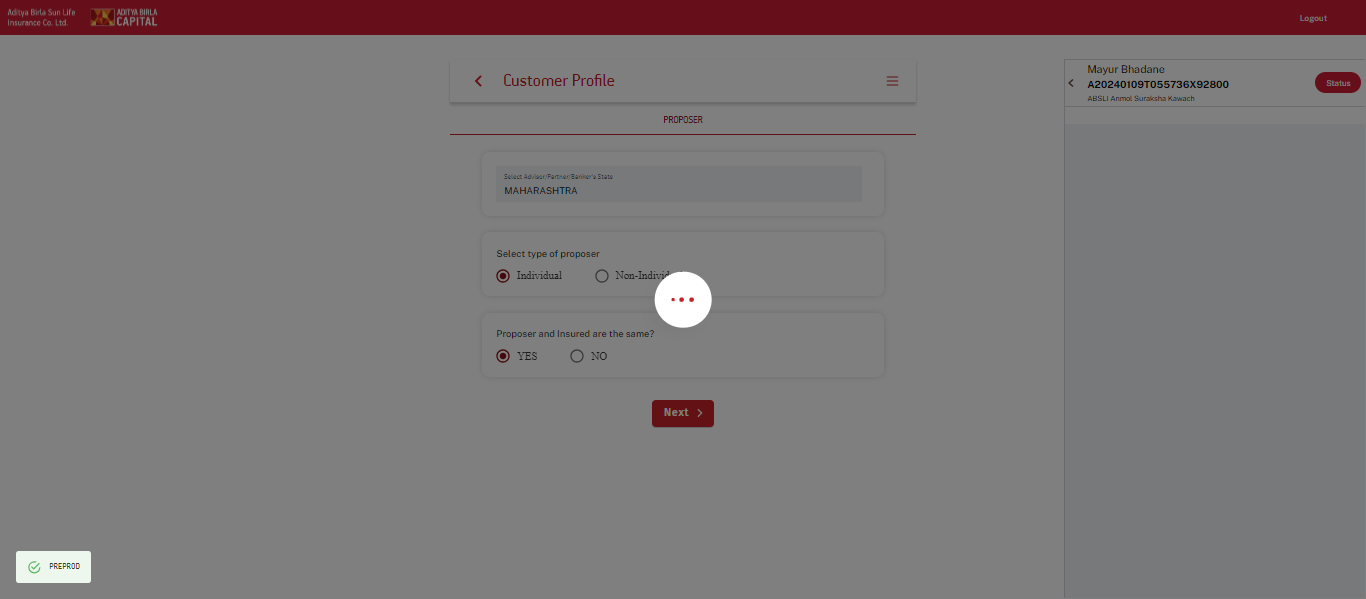 Aditya Birla Sun Life
Insurance Co. Ltd.
ADITYA BIRLA
CAPITAL
Logout
Customer Profile
PROPOSER
Select Advisor/Partner/Banker's State
MAHARASHTRA
Select type of proposer
Individual
Non-Individ
Proposer and Insured are the same?
YES
NO
Next
Mayur Bhadane
A20240109T055736X92800
ABSLI Anmol Suraksha Kawach
Status
PREPROD